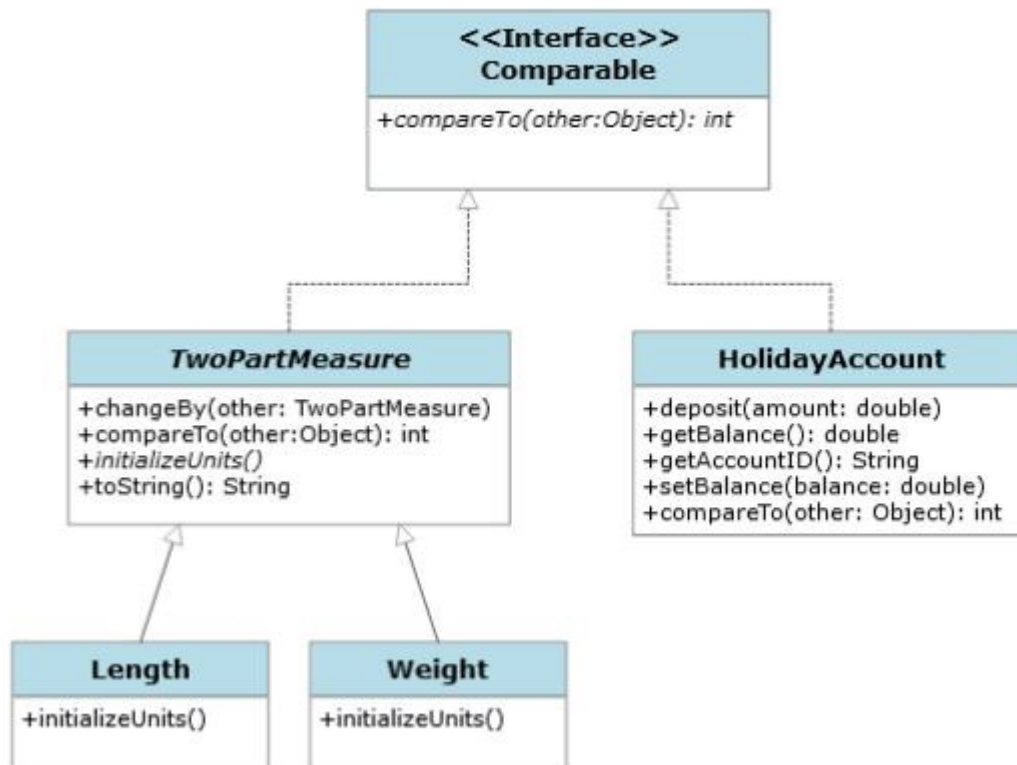 <<Interface>>
Comparable
+compareTo(other:Object): int
TwoPartMeasure
+changeBy(other: TwoPartMeasure)
+compareTo(other:Object): int
+initializeUnits()
+toString(): String
HolidayAccount
+deposit(amount: double)
+getBalance(): double
+getAccountID(): String
+setBalance(balance: double)
+compareTo(other: Object): int
Length
+initializeUnits()
Weight
+initializeUnits()